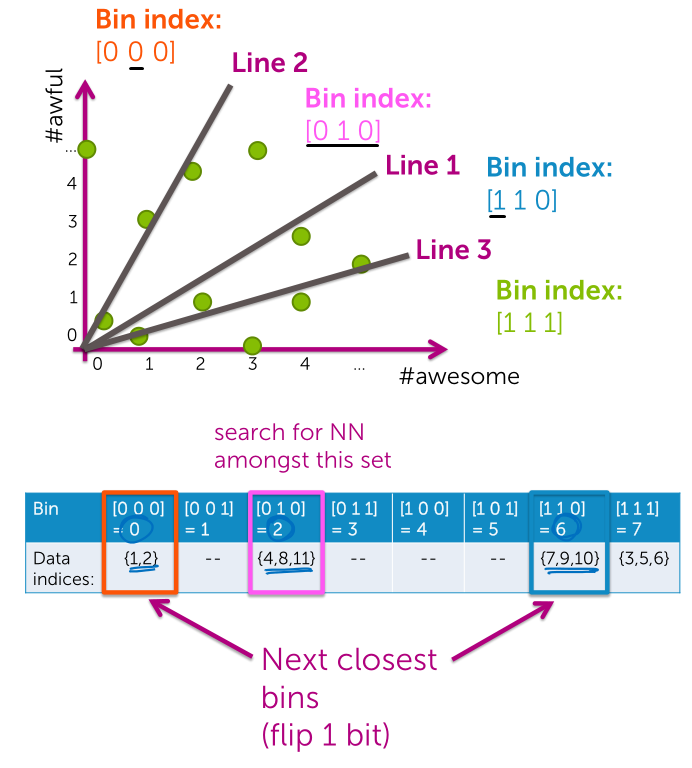 Bin index:
[0 0 0]
Line 2
#awful
Bin index:
[0 1 0]
Line 1
Bin index:
[1 1 0]
Line 3
Bin index:
[1 1 1]
...
4
3
2
1
0
0 1 2 3 4 ...
#awesome
search for NN
amongst this set
Bin [0 0 0] [0 0 1] [0 1 0] [0 1 1] [1 0 0] [1 0 1] [1 1 0] [1 1 1]
= 0 = 1 = 2 = 3 = 4 = 5 = 6 = 7
Data {1,2} -- {4,8,11} -- -- -- {7,9,10} {3,5,6}
indices:
Next closest
bins
(flip 1 bit)